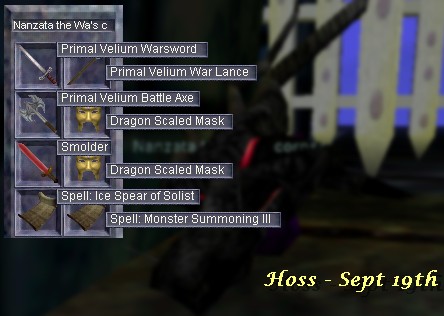 Nanzata the Wa's c
Primal Velium Warsword
Primal Velium War Lance
Primal Velium Battle Axe
Dragon Scaled Mask
Smolder
Dragon Scaled Mask
Spell: Ice Spear of Solist
Spell: Monster Summoning III
Hoss - Sept 19th